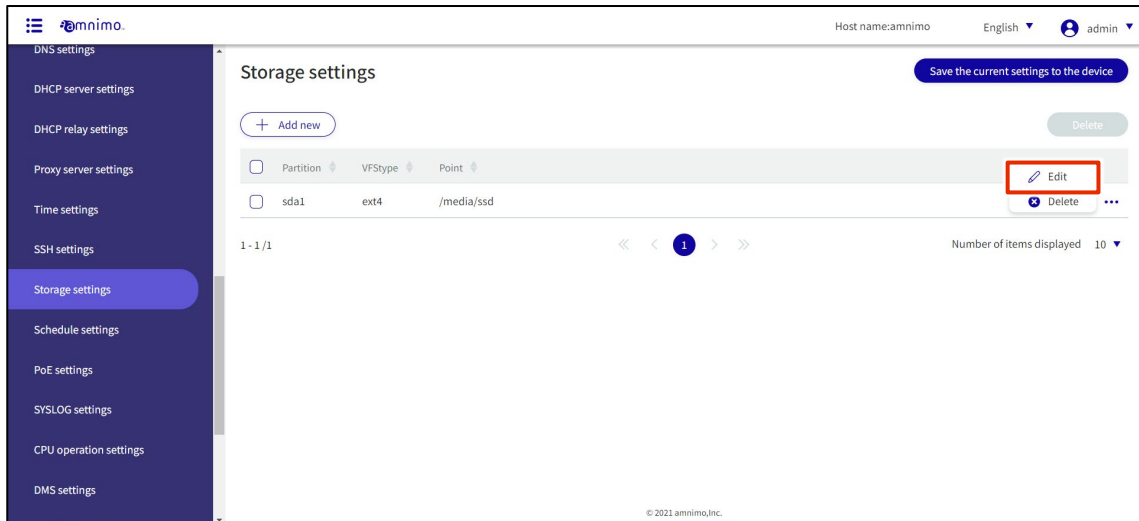 amnimo.
Host name:amnimo
English
admin
DNS settings
DHCP server settings
DHCP relay settings
Proxy server settings
Time settings
SSH settings
Storage settings
Schedule settings
PoE settings
SYSLOG settings
CPU operation settings
DMS settings
Storage settings
Save the current settings to the device
+ Add new
Delete
Partition VFStype Point
Edit
sda1 ext4 /media/ssd
Delete
1 - 1 /1
« < 1 > »
Number of items displayed 10
© 2021 amnimo,Inc.